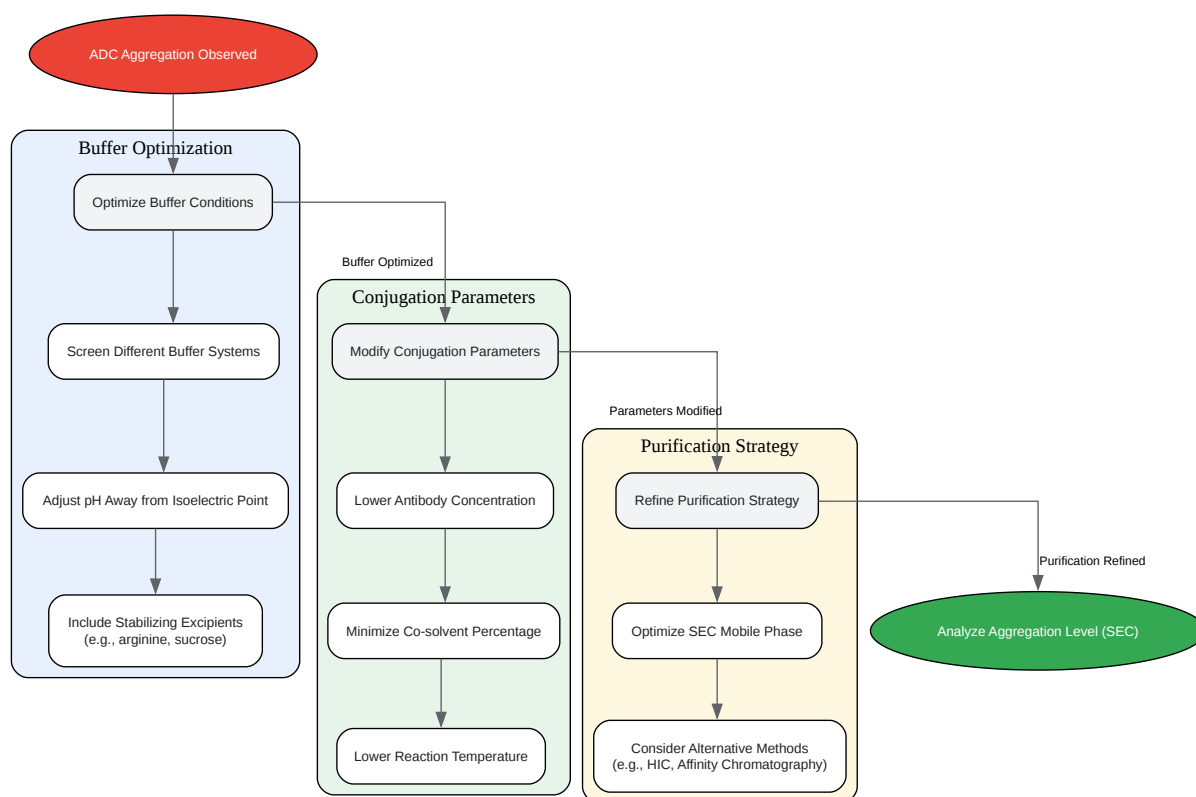 ADC Aggregation Observed
Buffer Optimization
Optimize Buffer Conditions
Buffer Optimized
Screen Different Buffer Systems
Adjust pH Away from Isoelectric Point
Include Stabilizing Excipients
(e.g., arginine, sucrose)
Conjugation Parameters
Modify Conjugation Parameters
Parameters Modified
Lower Antibody Concentration
Minimize Co-solvent Percentage
Lower Reaction Temperature
Purification Strategy
Refine Purification Strategy
Purification Refined
Optimize SEC Mobile Phase
Consider Alternative Methods
(e.g., HIC, Affinity Chromatography)
Analyze Aggregation Level (SEC)